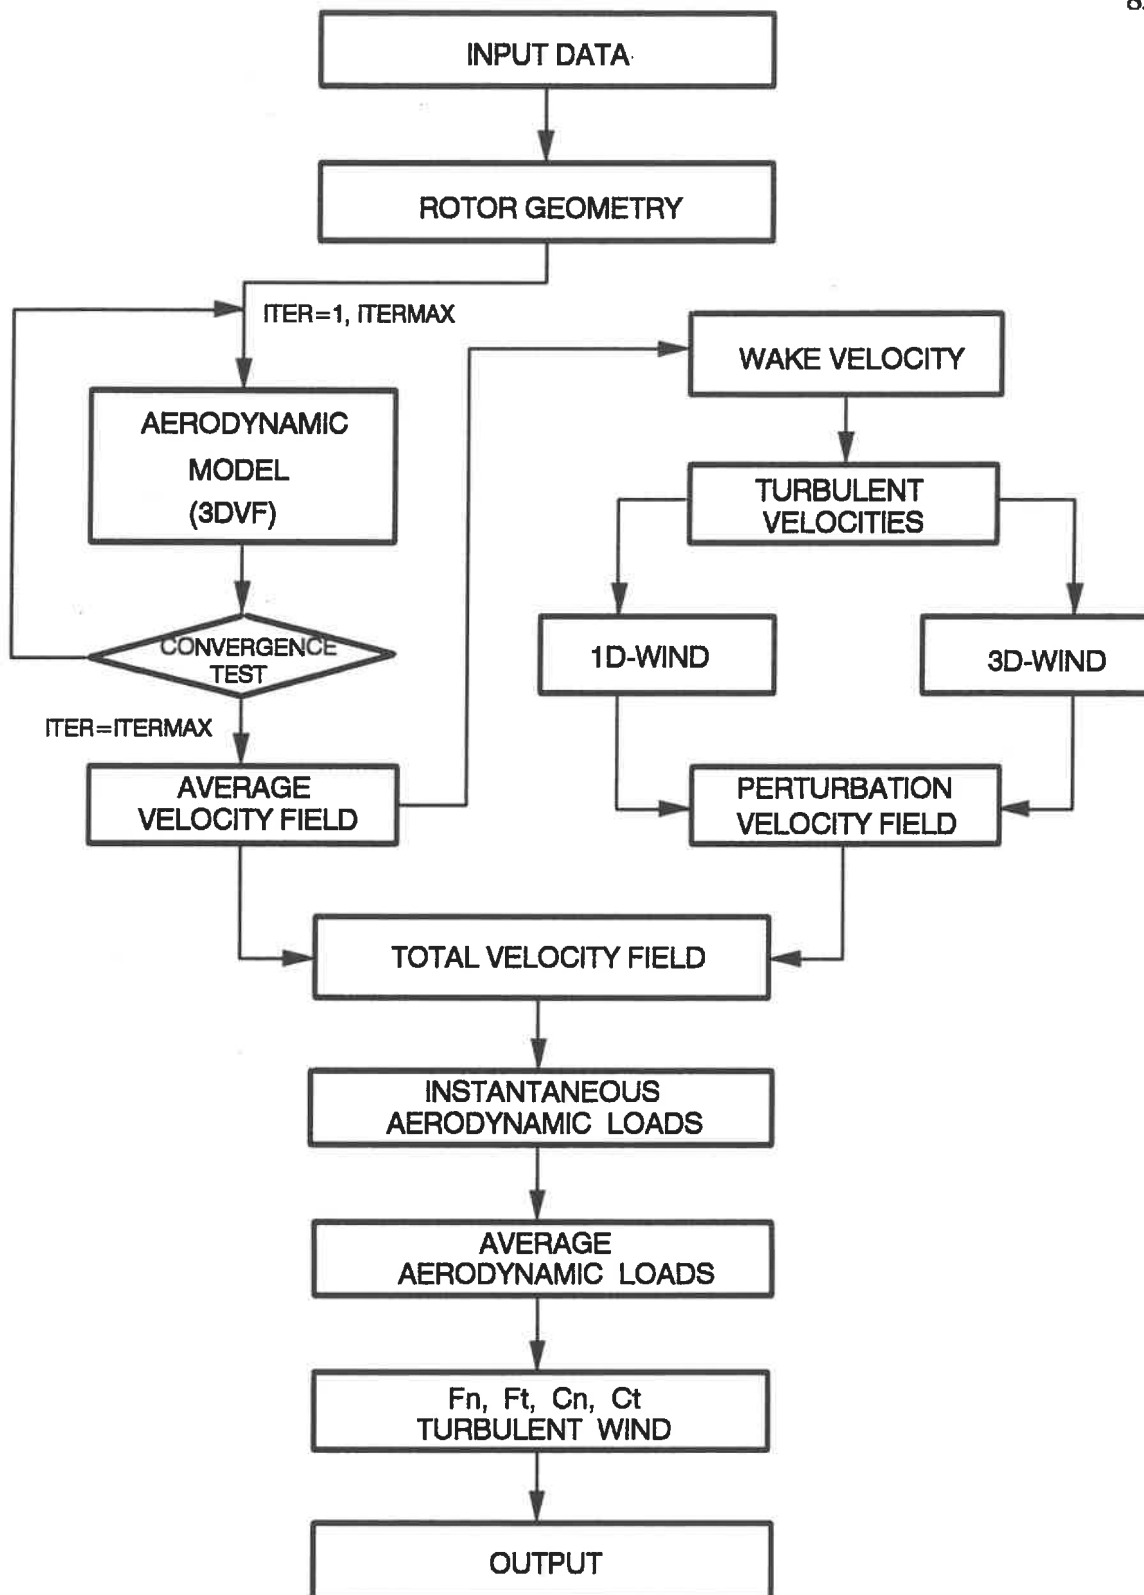 INPUT DATA
ROTOR GEOMETRY
ITER=1, ITERMAX
WAKE VELOCITY
AERODYNAMIC
MODEL
(3DVF)
TURBULENT
VELOCITIES
CONVERGENCE
TEST
1D-WIND
3D-WIND
ITER=ITERMAX
AVERAGE
VELOCITY FIELD
PERTURBATION
VELOCITY FIELD
TOTAL VELOCITY FIELD
INSTANTANEOUS
AERODYNAMIC LOADS
AVERAGE
AERODYNAMIC LOADS
Fn, Ft, Cn, Ct
TURBULENT WIND
OUTPUT